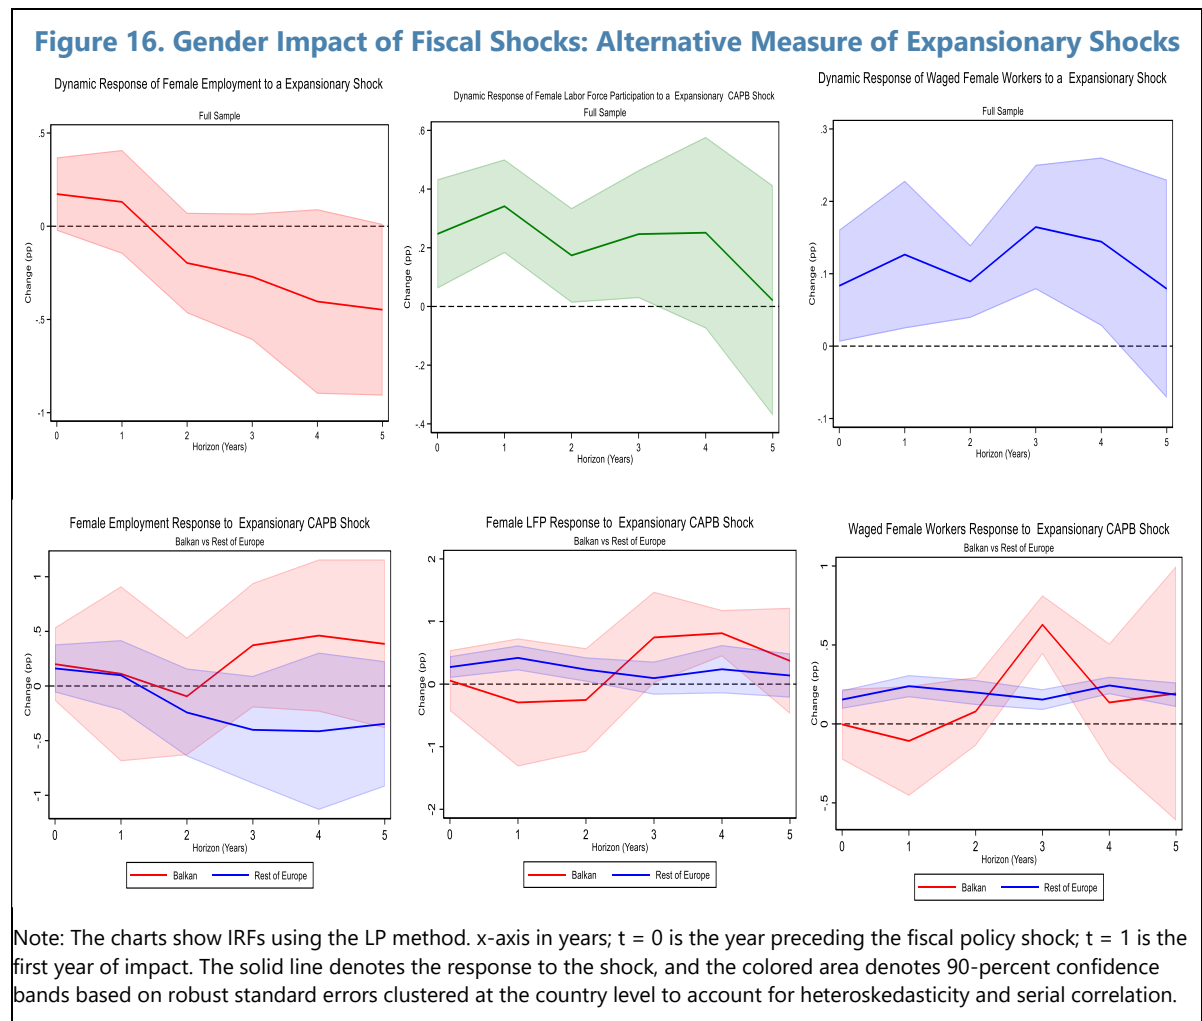 Figure 16. Gender Impact of Fiscal Shocks: Alternative Measure of Expansionary Shocks
Dynamic Response of Female Employment to a Expansionary Shock
Full Sample
Change (pp)
.5
0
-.5
-1
0 1 2 3 4 5
Horizon (Years)
Dynamic Response of Female Labor Force Participation to a Expansionary CAPB Shock
Full Sample
Change (pp)
.6
.4
.2
0
-.2
-.4
0 1 2 3 4 5
Horizon (Years)
Dynamic Response of Waged Female Workers to a Expansionary Shock
Full Sample
Change (pp)
.3
.2
.1
0
-.1
0 1 2 3 4 5
Horizon (Years)
Female Employment Response to Expansionary CAPB Shock
Balkan vs Rest of Europe
Change (pp)
1
.5
0
-.5
-1
0 1 2 3 4 5
Horizon (Years)
Balkan Rest of Europe
Female LFP Response to Expansionary CAPB Shock
Balkan vs Rest of Europe
Change (pp)
2
1
0
-1
-2
0 1 2 3 4 5
Horizon (Years)
Balkan Rest of Europe
Waged Female Workers Response to Expansionary CAPB Shock
Balkan vs Rest of Europe
Change (pp)
1
.5
0
-.5
0 1 2 3 4 5
Horizon (Years)
Balkan Rest of Europe
Note: The charts show IRFs using the LP method. x-axis in years; t = 0 is the year preceding the fiscal policy shock; t = 1 is the
first year of impact. The solid line denotes the response to the shock, and the colored area denotes 90-percent confidence
bands based on robust standard errors clustered at the country level to account for heteroskedasticity and serial correlation.